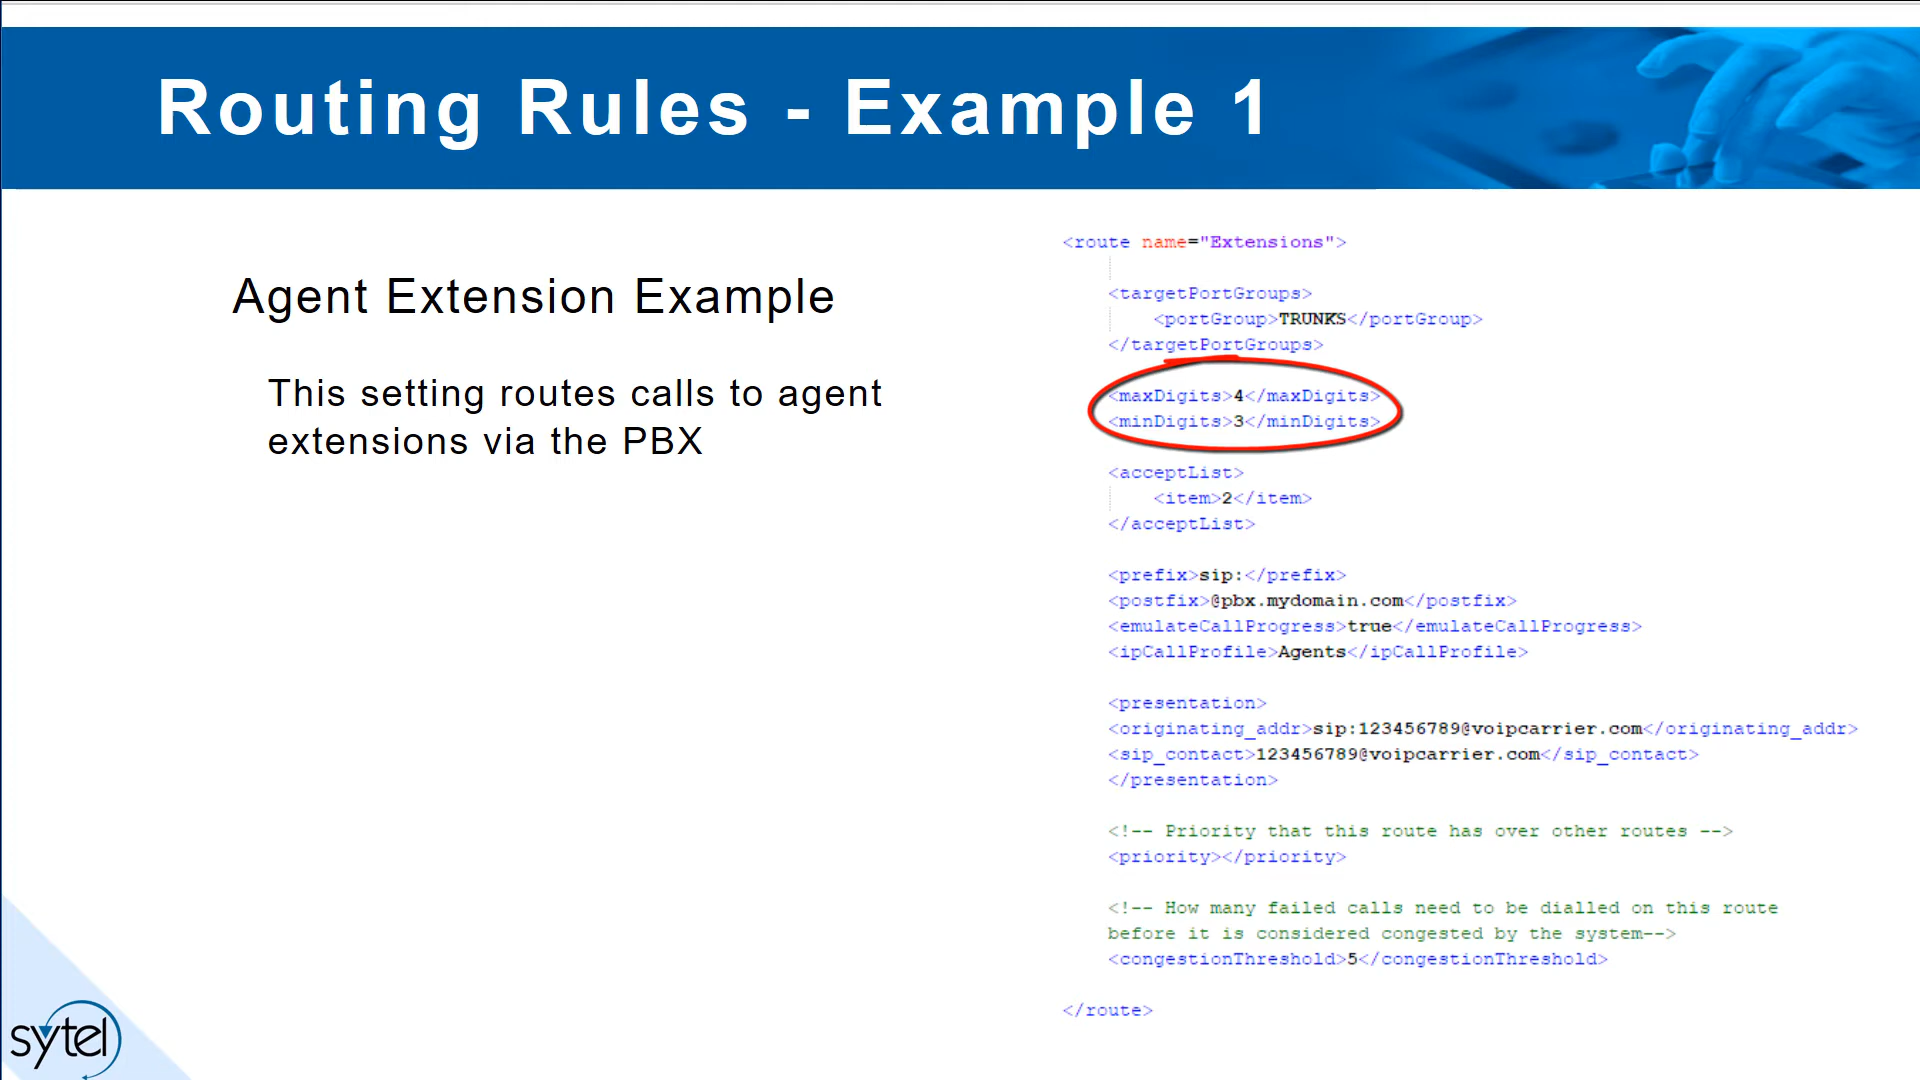 Routing Rules - Example 1
Agent Extension Example
This setting routes calls to agent
extensions via the PBX
<route name="Extensions">
<targetPortGroups>
<portGroup>TRUNKS</portGroup>
</targetPortGroups>
<maxDigits>4</maxDigits>
<minDigits>3</minDigits>
<acceptList>
<item>2</item>
</acceptList>
<prefix>sip:</prefix>
<postfix>@pbx.mydomain.com</postfix>
<emulateCallProgress>true</emulateCallProgress>
<ipCallProfile>Agents</ipCallProfile>
<presentation>
<originating_addr>sip:123456789@voipcarrier.com</originating_addr>
<sip_contact>123456789@voipcarrier.com</sip_contact>
</presentation>
<!-- Priority that this route has over other routes -->
<priority></priority>
<!-- How many failed calls need to be dialled on this route
before it is considered congested by the system-->
<congestionThreshold>5</congestionThreshold>
</route>
sytel